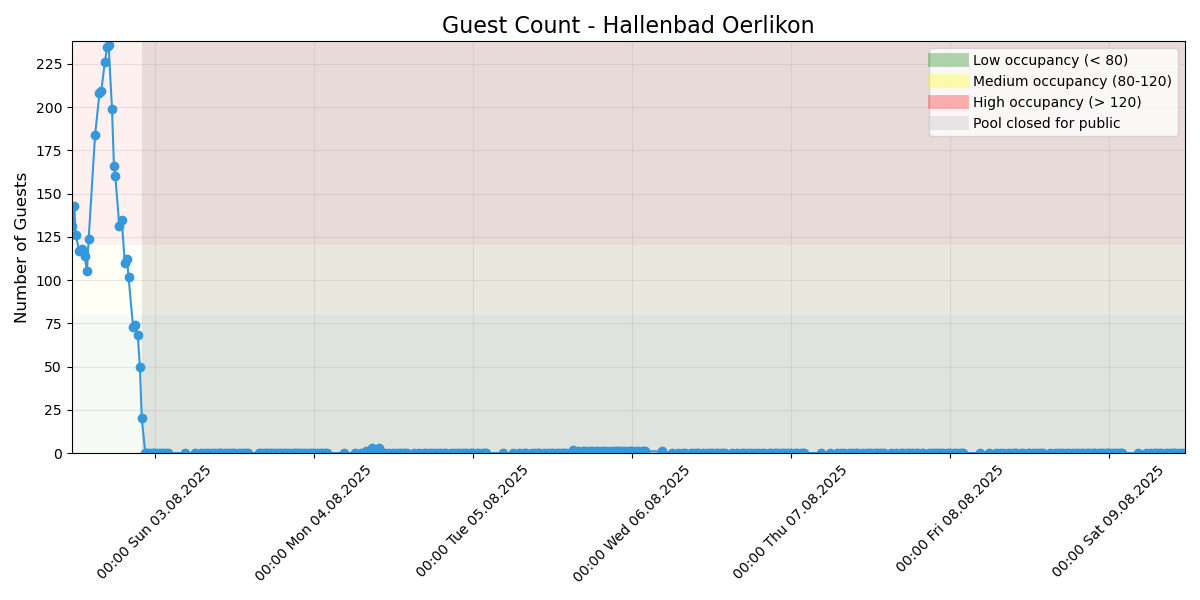 Guest Count - Hallenbad Oerlikon
Number of Guests
225
200
175
150
125
100
75
50
25
0
Low occupancy (< 80)
Medium occupancy (80-120)
High occupancy (> 120)
Pool closed for public
00:00 Sun 03.08.2025
00:00 Mon 04.08.2025
00:00 Tue 05.08.2025
00:00 Wed 06.08.2025
00:00 Thu 07.08.2025
00:00 Fri 08.08.2025
00:00 Sat 09.08.2025